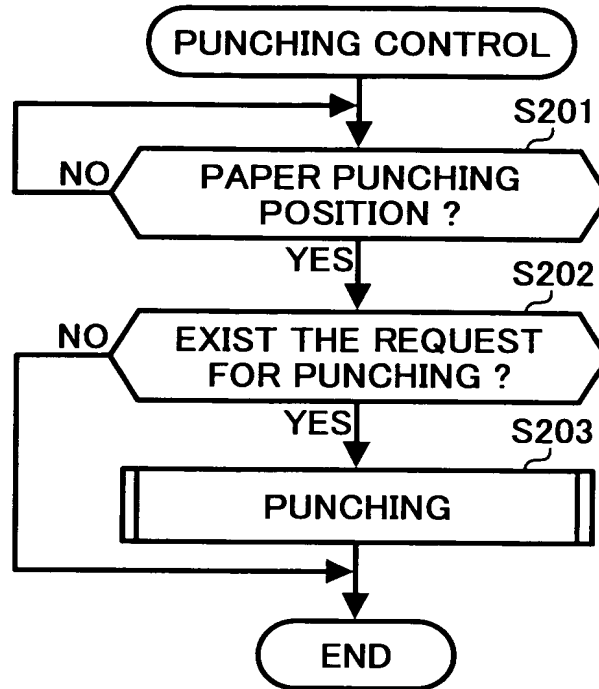 PUNCHING CONTROL
S201
NO
PAPER PUNCHING
POSITION ?
YES
S202
NO
EXIST THE REQUEST
FOR PUNCHING ?
YES
S203
PUNCHING
END